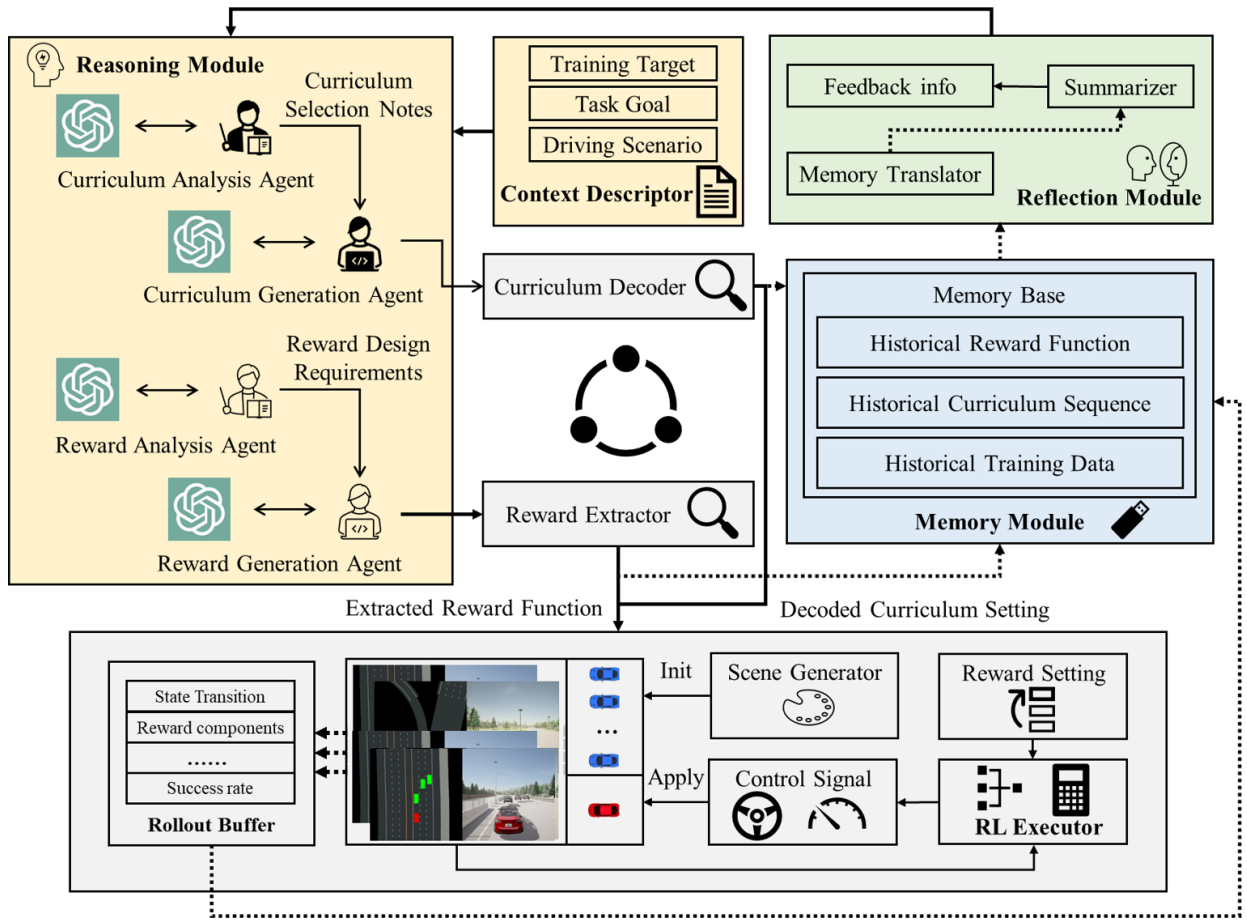 Reasoning Module
Curriculum
Selection Notes
Curriculum Analysis Agent
Curriculum Generation Agent
Reward Design
Requirements
Reward Analysis Agent
Reward Generation Agent
Training Target
Task Goal
Driving Scenario
Context Descriptor
Feedback info
Summarizer
Memory Translator
Reflection Module
Curriculum Decoder
Reward Extractor
Memory Base
Historical Reward Function
Historical Curriculum Sequence
Historical Training Data
Memory Module
Extracted Reward Function
Decoded Curriculum Setting
State Transition
Reward components
......
Success rate
Rollout Buffer
...
Init
Apply
Scene Generator
Control Signal
Reward Setting
RL Executor